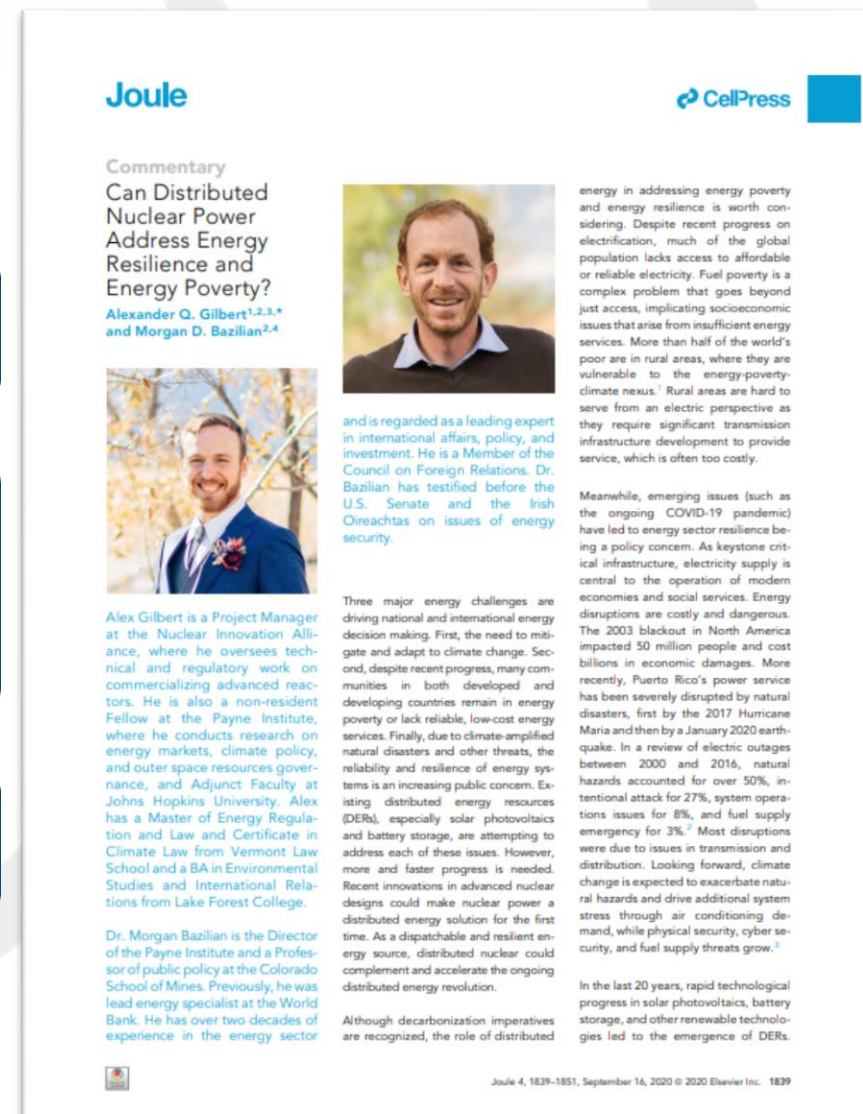 Joule
CellPress
Commentary
Can Distributed
Nuclear Power
Address Energy
Resilience and
Energy Poverty?
Alexander Q. Gilbert1,2,3,*
and Morgan D. Bazilian2,4
Alex Gilbert is a Project Manager
at the Nuclear Innovation Alli-
ance, where he oversees tech-
nical and regulatory work on
commercializing advanced reac-
tors. He is also a non-resident
Fellow at the Payne Institute,
where he conducts research on
energy markets, climate policy,
and outer space resources gover-
nance, and Adjunct Faculty at
Johns Hopkins University. Alex
has a Master of Energy Regula-
tion and Law and Certificate in
Climate Law from Vermont Law
School and a BA in Environmental
Studies and International Rela-
tions from Lake Forest College.
Dr. Morgan Bazilian is the Director
of the Payne Institute and a Profes-
sor of public policy at the Colorado
School of Mines. Previously, he was
lead energy specialist at the World
Bank. He has over two decades of
experience in the energy sector
and is regarded as a leading expert
in international affairs, policy, and
investment. He is a Member of the
Council on Foreign Relations. Dr.
Bazilian has testified before the
U.S. Senate and the Irish
Oireachtas on issues of energy
security.
Three major energy challenges are
driving national and international energy
decision making. First, the need to miti-
gate and adapt to climate change. Sec-
ond, despite recent progress, many com-
munities in both developed and
developing countries remain in energy
poverty or lack reliable, low-cost energy
services. Finally, due to climate-amplified
natural disasters and other threats, the
reliability and resilience of energy sys-
tems is an increasing public concern. Ex-
isting distributed energy resources
(DERs), especially solar photovoltaics
and battery storage, are attempting to
address each of these issues. However,
more and faster progress is needed.
Recent innovations in advanced nuclear
designs could make nuclear power a
distributed energy solution for the first
time. As a dispatchable and resilient en-
ergy source, distributed nuclear could
complement and accelerate the ongoing
distributed energy revolution.
Although decarbonization imperatives
are recognized, the role of distributed
energy in addressing energy poverty
and energy resilience is worth con-
sidering. Despite recent progress on
electrification, much of the global
population lacks access to affordable
or reliable electricity. Fuel poverty is a
complex problem that goes beyond
just access, implicating socioeconomic
issues that arise from insufficient energy
services. More than half of the world's
poor are in rural areas, where they are
vulnerable to the energy-poverty-
climate nexus.1 Rural areas are hard to
serve from an electric perspective as
they require significant transmission
infrastructure development to provide
service, which is often too costly.
Meanwhile, emerging issues (such as
the ongoing COVID-19 pandemic)
have led to energy sector resilience be-
ing a policy concern. As keystone crit-
ical infrastructure, electricity supply is
central to the operation of modern
economies and social services. Energy
disruptions are costly and dangerous.
The 2003 blackout in North America
impacted 50 million people and cost
billions in economic damages. More
recently, Puerto Rico's power service
has been severely disrupted by natural
disasters, first by the 2017 Hurricane
Maria and then by a January 2020 earth-
quake. In a review of electric outages
between 2000 and 2016, natural
hazards accounted for over 50%, in-
tentional attack for 27%, system opera-
tions issues for 8%, and fuel supply
emergency for 3%.2 Most disruptions
were due to issues in transmission and
distribution. Looking forward, climate
change is expected to exacerbate natu-
ral hazards and drive additional system
stress through air conditioning de-
mand, while physical security, cyber se-
curity, and fuel supply threats grow.3
In the last 20 years, rapid technological
progress in solar photovoltaics, battery
storage, and other renewable technolo-
gies led to the emergence of DERs.
Joule 4, 1839–1851, September 16, 2020 © 2020 Elsevier Inc. 1839